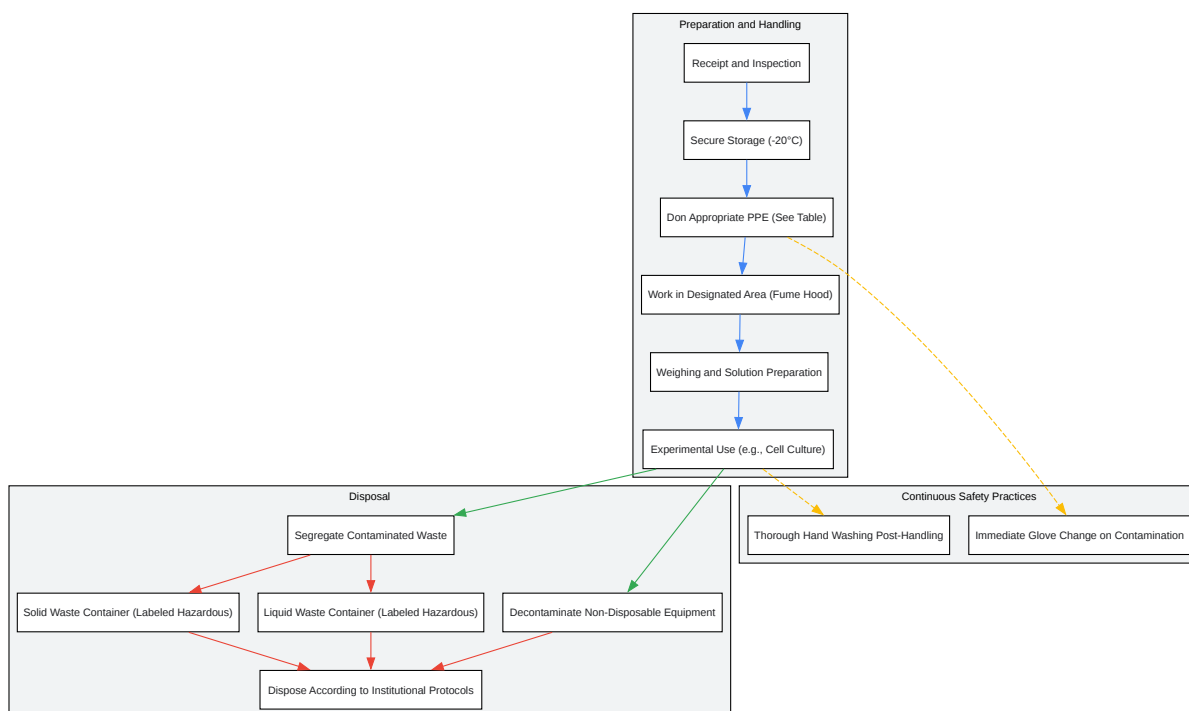 Preparation and Handling
Receipt and Inspection
Secure Storage (-20°C)
Don Appropriate PPE (See Table)
Work in Designated Area (Fume Hood)
Weighing and Solution Preparation
Experimental Use (e.g., Cell Culture)
Disposal
Segregate Contaminated Waste
Solid Waste Container (Labeled Hazardous)
Liquid Waste Container (Labeled Hazardous)
Decontaminate Non-Disposable Equipment
Dispose According to Institutional Protocols
Continuous Safety Practices
Thorough Hand Washing Post-Handling
Immediate Glove Change on Contamination